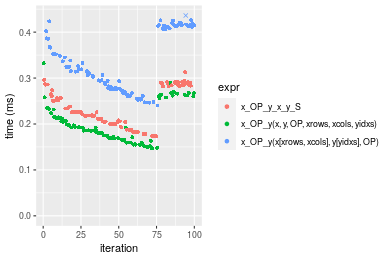 0.4
0.3
0.2
0.1
0.0
time (ms)
0
25
50
75
100
iteration
expr
x_OP_y_x_y_S
x_OP_y(x, y, OP, xrows, xcols, yidxs)
x_OP_y(x[xrows, xcols], y[yidxs], OP)